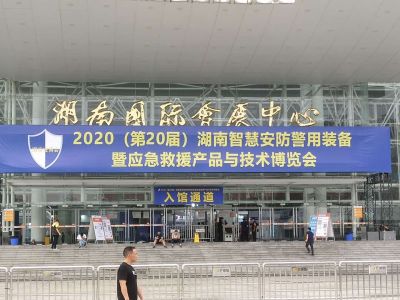 湖南国际會展中心
2020（第20届）湖南智慧安防警用装备
暨应急救援产品与技术博览会
入馆通道